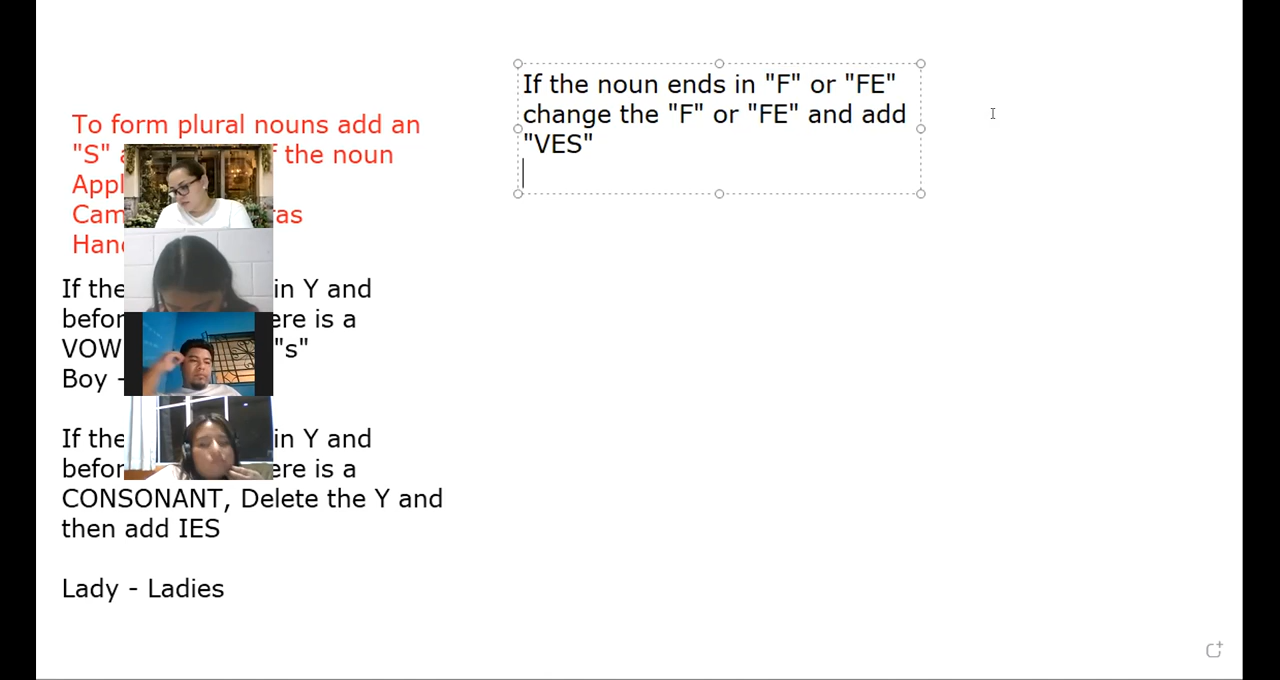 To form plural nouns add an
"S" f the noun
Appl
Cam ras
Hand
If the in Y and
befor ere is a
VOW "s"
Boy -
If the in Y and
befor ere is a
CONSONANT, Delete the Y and
then add IES
Lady - Ladies
If the noun ends in "F" or "FE"
change the "F" or "FE" and add
"VES"